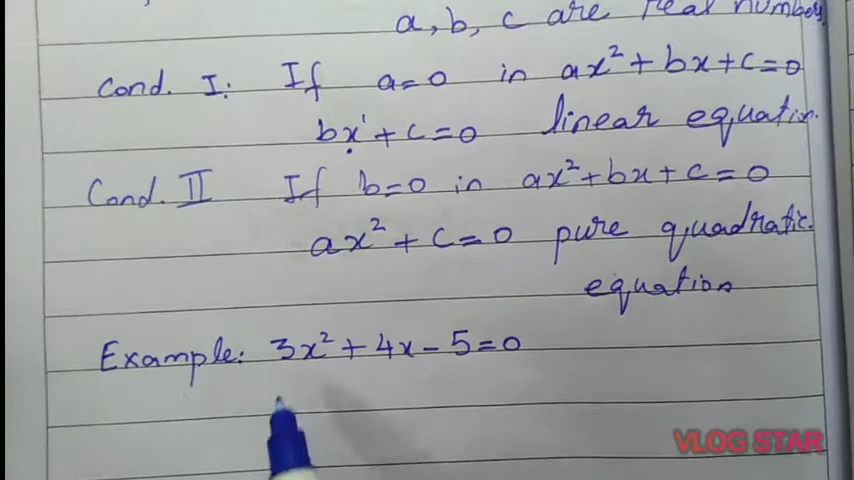 a, b, c are real numbers
Cond. I: If a=0 in ax²+bx+c=0
bx¹+c=0 linear equation.
Cond. II If b=0 in ax²+bx+c=0
ax²+c=0 pure quadratic.
equation
Example: 3x²+4x-5=0
VLOG STAR